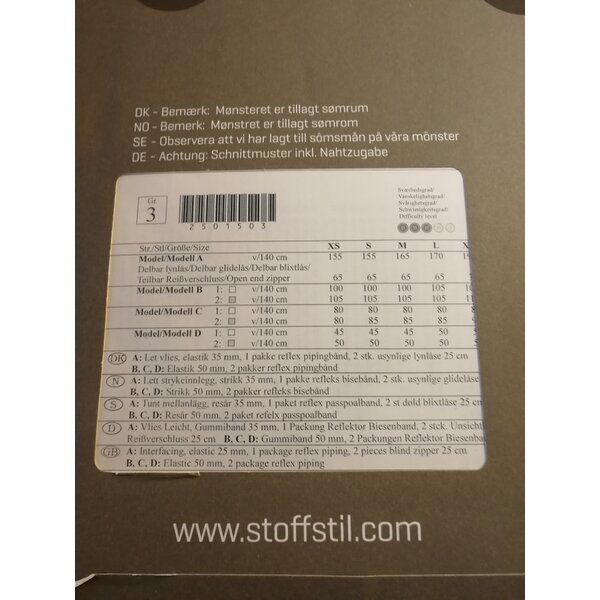 DK - Bemærk: Mønsteret er tillagt sømrum
NO - Bemerk: Mønstret er tillagt sømrom
SE - Observera att vi har lagt till sömsmån på våra mönster
DE - Achtung: Schnittmuster inkl. Nahtzugabe
Gr.
3
2501503
Sværhedsgrad/
Vanskelighetsgrad/
Svårighetsgrad/
Schwierigkeitsgrad/
Difficulty level
Str./Stl/Größe/Size XS S M L X
Model/Modell A v/140 cm 155 155 165 170
Delbar lynlås/Delbar glidelås/Delbar blixtlås/
Teilbar Reißverschluss/Open end zipper 65 65 65 65
Model/Modell B 1: v/140 cm 100 100 100 105
2: v/140 cm 105 105 105 105
Model/Modell C 1: v/140 cm 80 80 80 80
2: v/140 cm 80 85 85 85
Model/Modell D 1: v/140 cm 45 45 45 50
2: v/140 cm 50 50 50 50
DK A: Let vlies, elastik 35 mm, 1 pakke reflex pipingbånd, 2 stk. usynlige lynlåse 25 cm
B, C, D: Elastik 50 mm, 2 pakker reflex pipingbånd
N A: Lett strykeinnlegg, strikk 35 mm, 1 pakke refleks bisebånd, 2 stk. usynlige glidelåse
B, C, D: Strikk 50 mm, 2 pakker refleks bisebånd
S A: Tunt mellanlägg, resår 35 mm, 1 paket reflex passpoalband, 2 st dold blixtlåse 25 cm
B, C, D: Resår 50 mm, 2 paket refelx passpoalband
D A: Vlies Leicht, Gummiband 35 mm, 1 Packung Reflektor Biesenband, 2 stck. Unsicht
Reißverschluss 25 cm B, C, D: Gummiband 50 mm, 2 Packungen Reflektor Biesenba
GB A: Interfacing, elastic 25 mm, 1 package reflex piping, 2 pieces blind zipper 25 cm
B, C, D: Elastic 50 mm, 2 package reflex piping
www.stoffstil.com